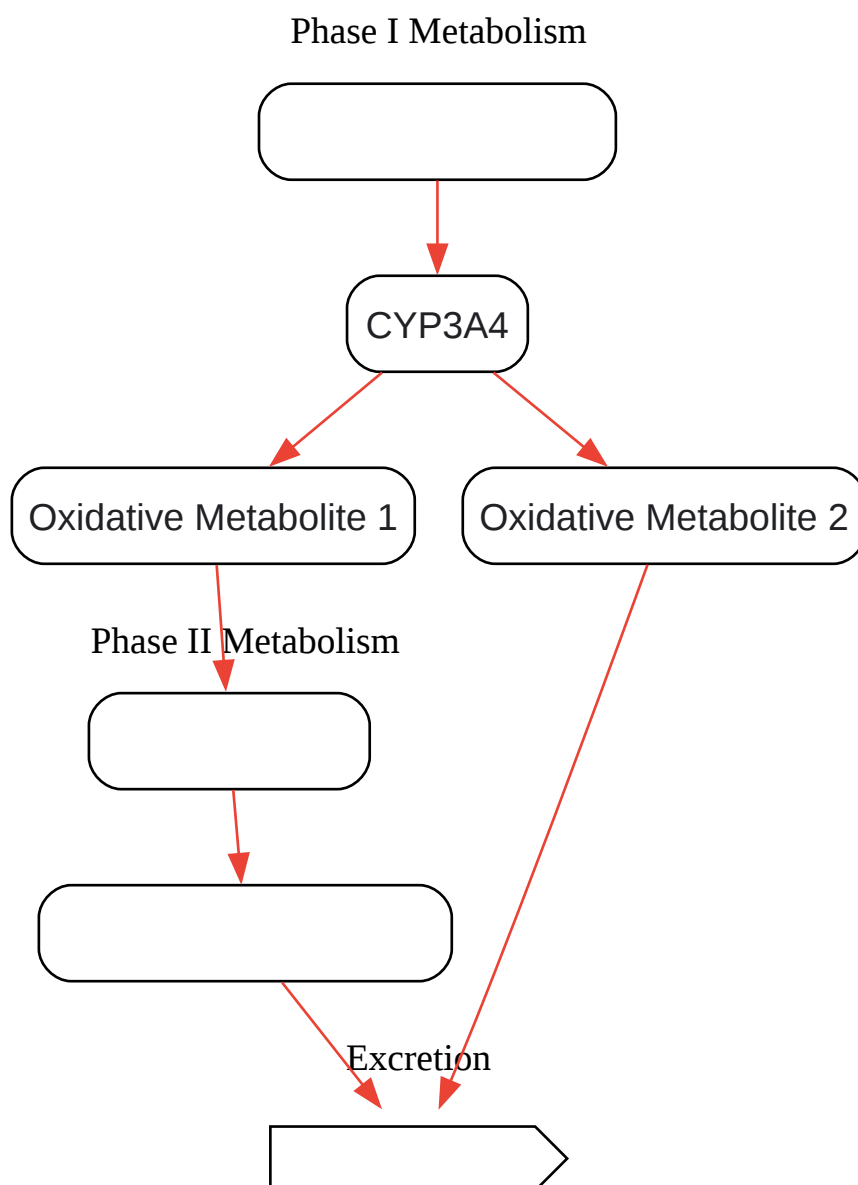 Phase I Metabolism
CYP3A4
Oxidative Metabolite 1
Oxidative Metabolite 2
Phase II Metabolism
Excretion